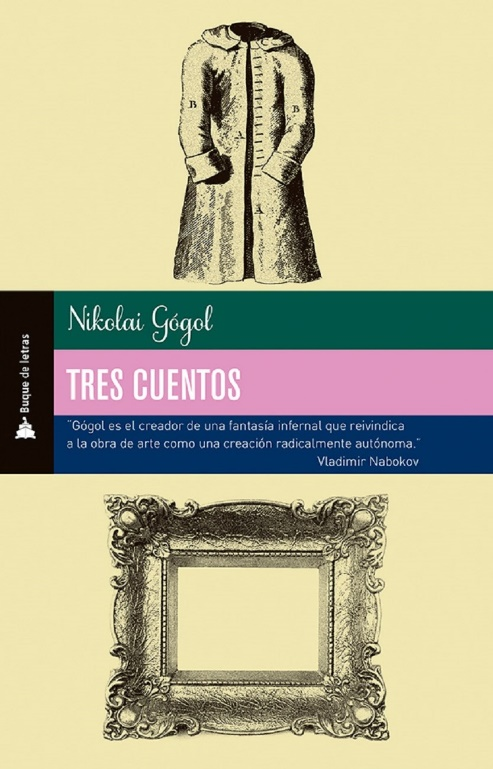 B
B
A
A
Nikolai Gógol
TRES CUENTOS
Buque de letras
"Gógol es el creador de una fantasía infernal que reivindica
a la obra de arte como una creación radicalmente autónoma."
Vladimir Nabokov